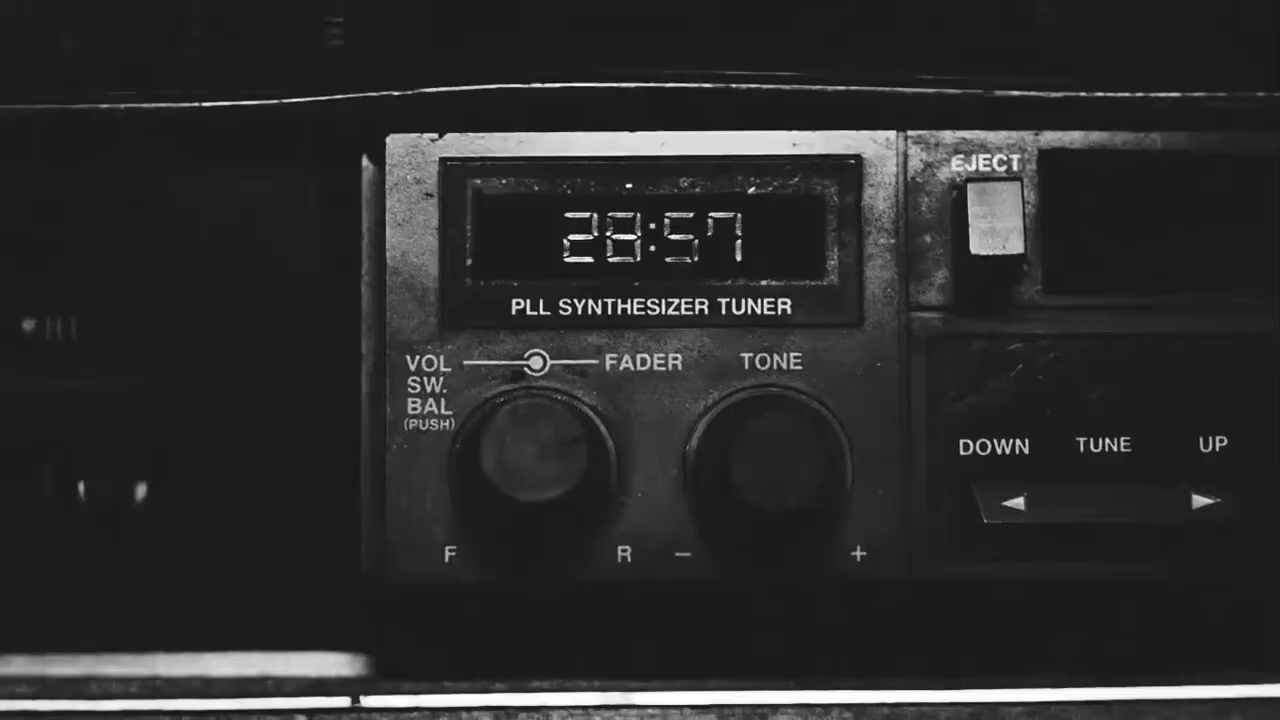 28:57
PLL SYNTHESIZER TUNER
EJECT
VOL FADER TONE
SW.
BAL
(PUSH)
DOWN TUNE UP
F R − +